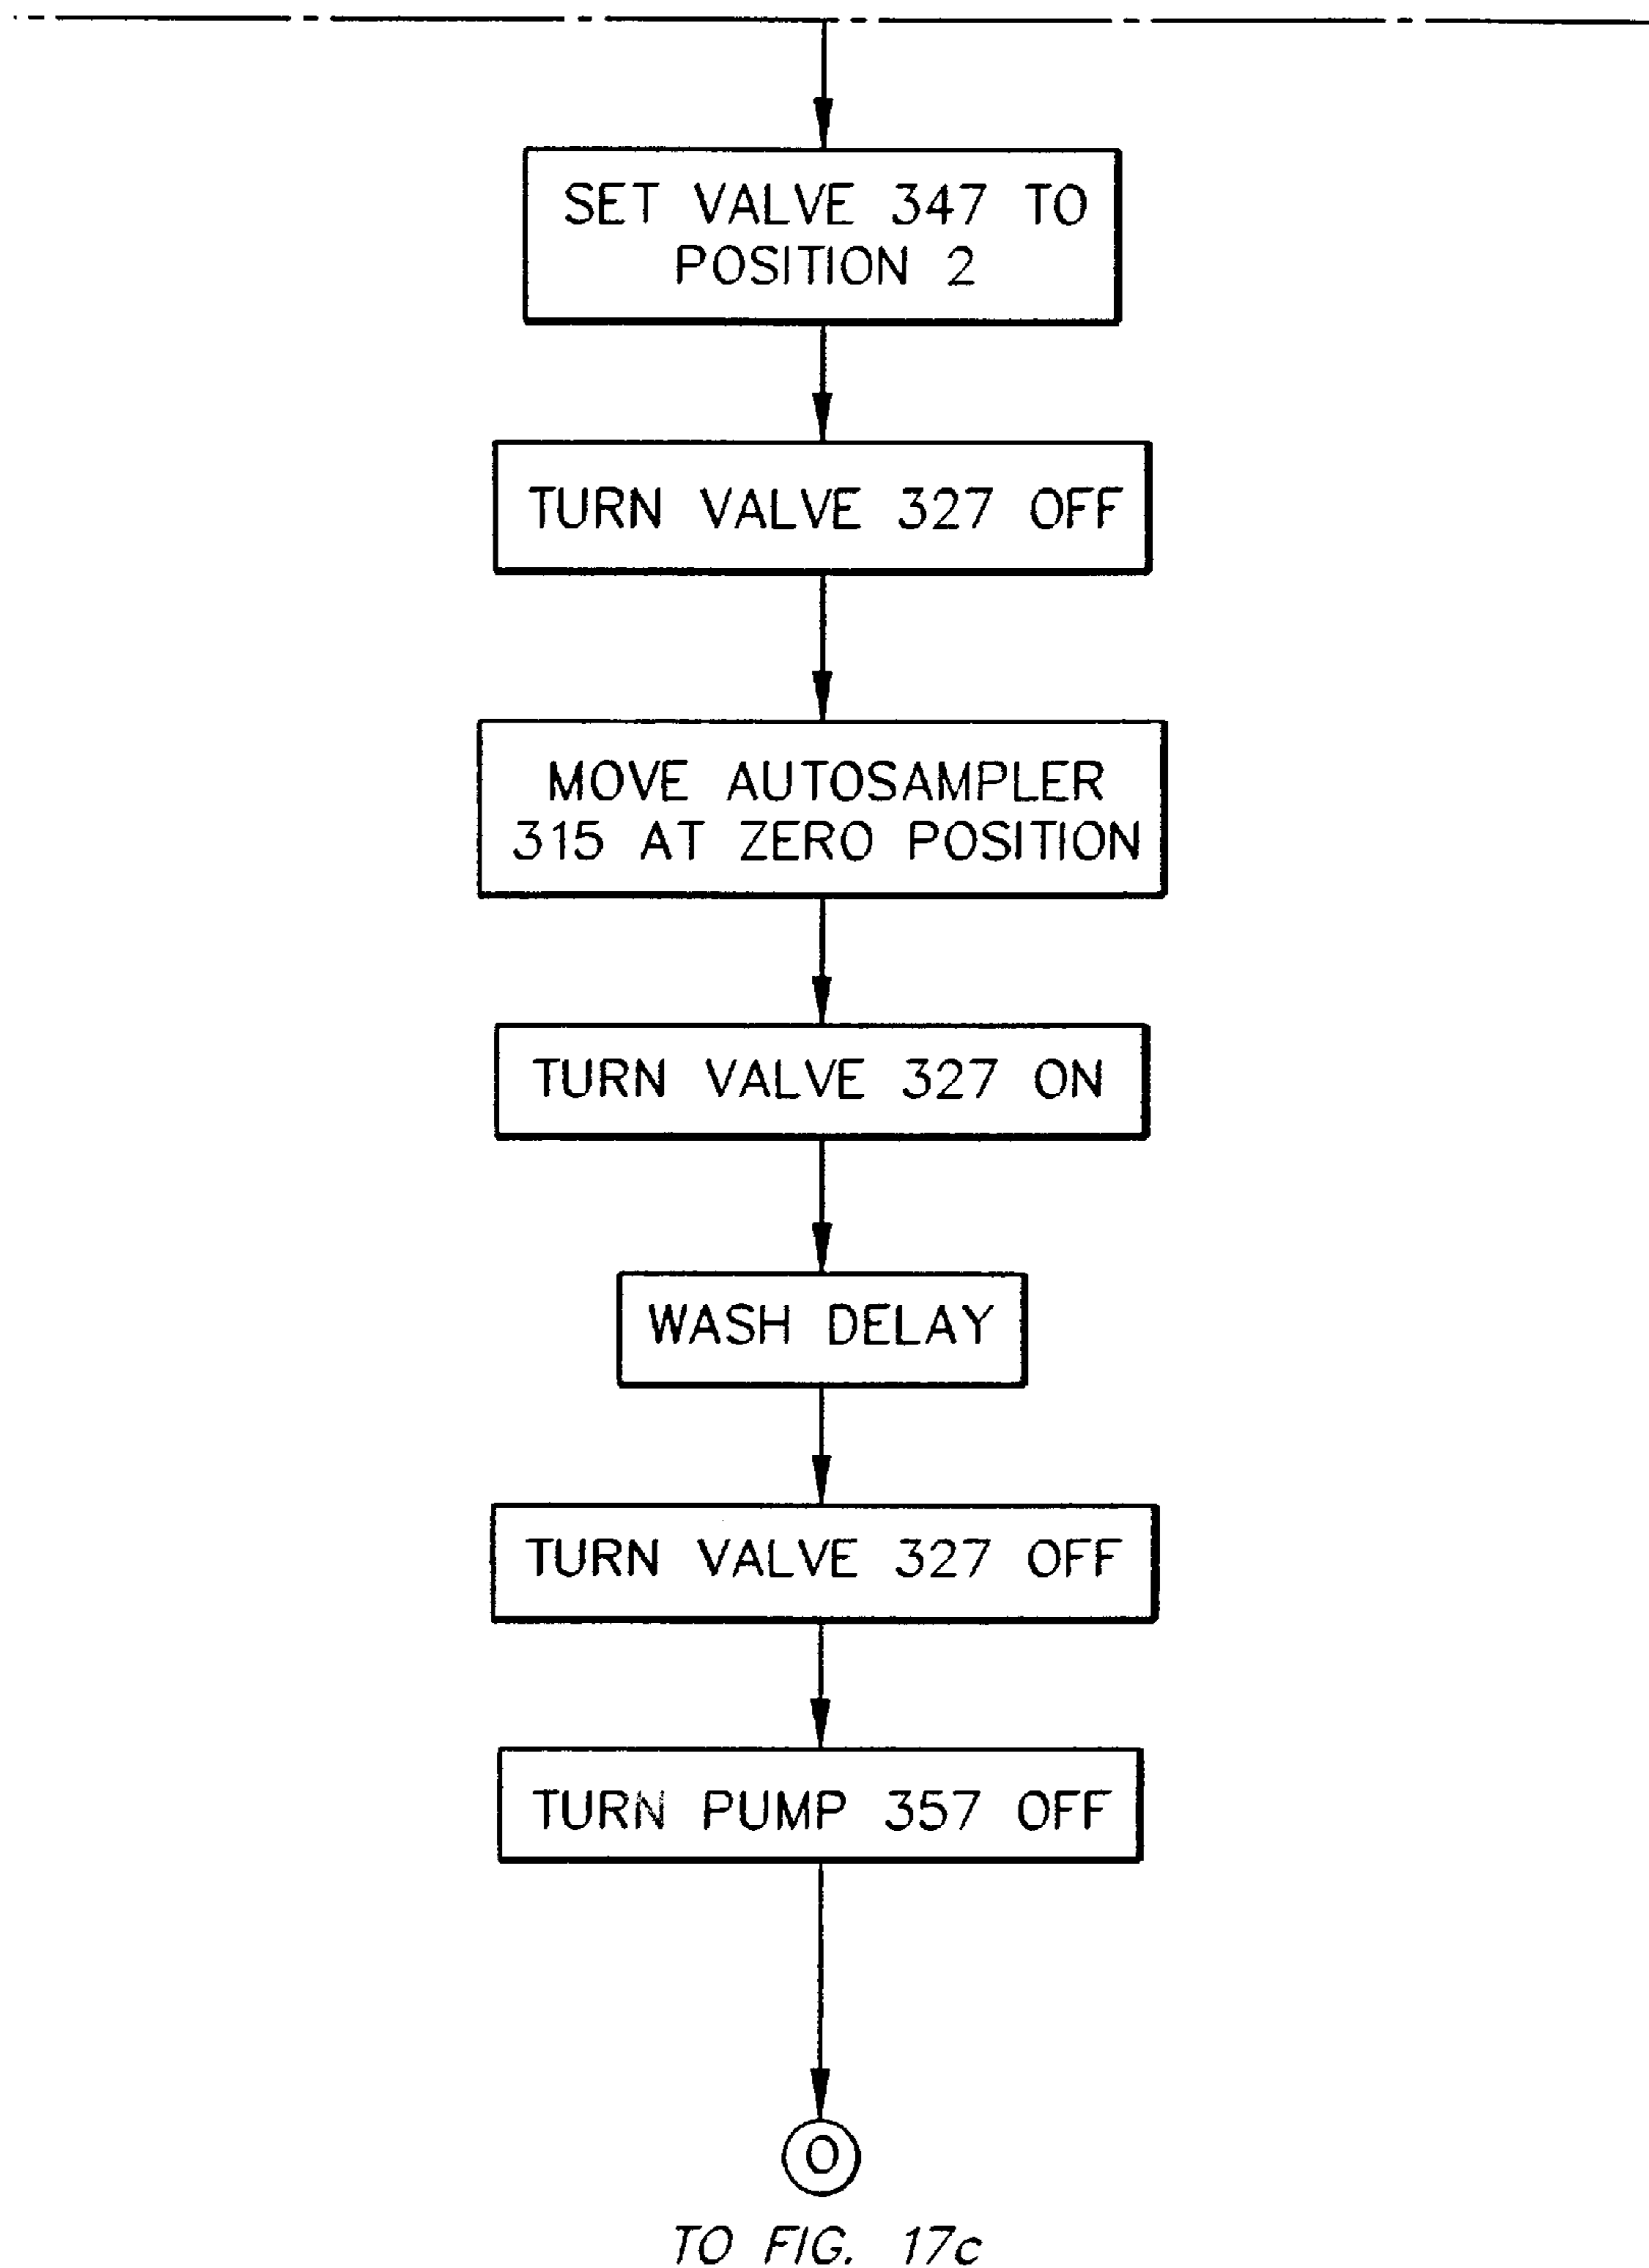 SET VALVE 347 TO
POSITION 2
TURN VALVE 327 OFF
MOVE AUTOSAMPLER
315 AT ZERO POSITION
TURN VALVE 327 ON
WASH DELAY
TURN VALVE 327 OFF
TURN PUMP 357 OFF
O
TO FIG. 17c